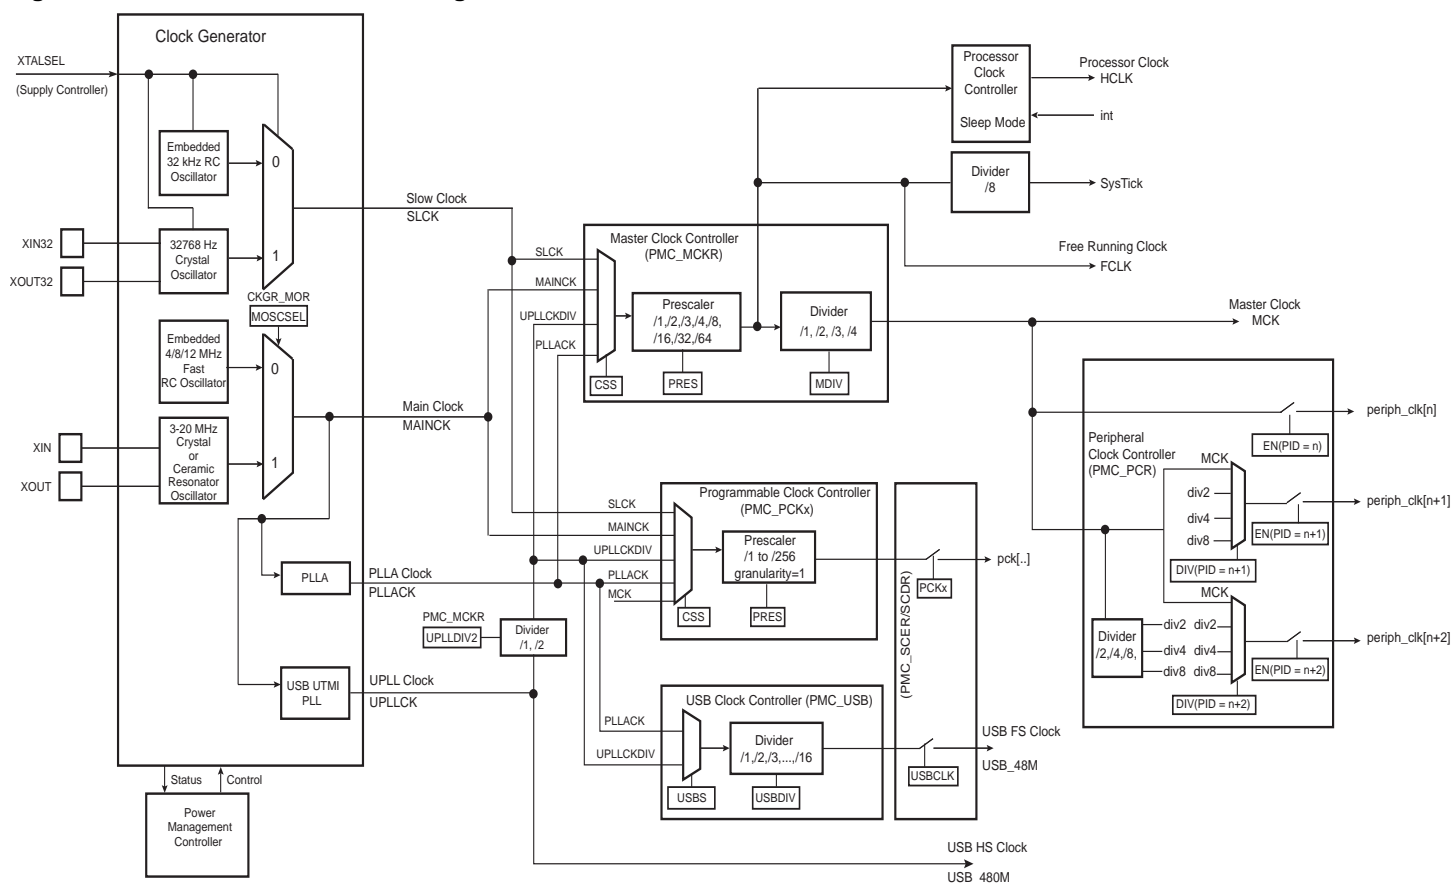 Clock Generator
XTALSEL
(Supply Controller)
Embedded
32 kHz RC
Oscillator
0
XIN32
XOUT32
32768 Hz
Crystal
Oscillator
1
CKGR_MOR
MOSCSEL
Embedded
4/8/12 MHz
Fast
RC Oscillator
0
XIN
XOUT
3-20 MHz
Crystal
or
Ceramic
Resonator
Oscillator
1
PLLA
USB UTMI
PLL
Status
Control
Power
Management
Controller
Slow Clock
SLCK
Main Clock
MAINCK
PLLA Clock
PLLACK
PMC_MCKR
UPLLDIV2
Divider
/1, /2
UPLL Clock
UPLLCK
Master Clock Controller
(PMC_MCKR)
SLCK
MAINCK
UPLLCKDIV
PLLACK
Prescaler
/1,/2,/3,/4,/8,
/16,/32,/64
Divider
/1, /2, /3, /4
CSS
PRES
MDIV
Programmable Clock Controller
(PMC_PCKx)
SLCK
MAINCK
UPLLCKDIV
PLLACK
MCK
Prescaler
/1 to /256
granularity=1
CSS
PRES
USB Clock Controller (PMC_USB)
PLLACK
UPLLCKDIV
Divider
/1,/2,/3,...,/16
USBS
USBDIV
(PMC_SCER/SCDR)
PCKx
pck[..]
USBCLK
USB FS Clock
USB_48M
USB HS Clock
USB_480M
Processor
Clock
Controller
Sleep Mode
Processor Clock
HCLK
int
Divider
/8
SysTick
Free Running Clock
FCLK
Master Clock
MCK
Peripheral
Clock Controller
(PMC_PCR)
EN(PID = n)
periph_clk[n]
MCK
div2
div4
div8
EN(PID = n+1)
DIV(PID = n+1)
periph_clk[n+1]
MCK
Divider
/2,/4,/8,
div2 div2
div4 div4
div8 div8
EN(PID = n+2)
DIV(PID = n+2)
periph_clk[n+2]